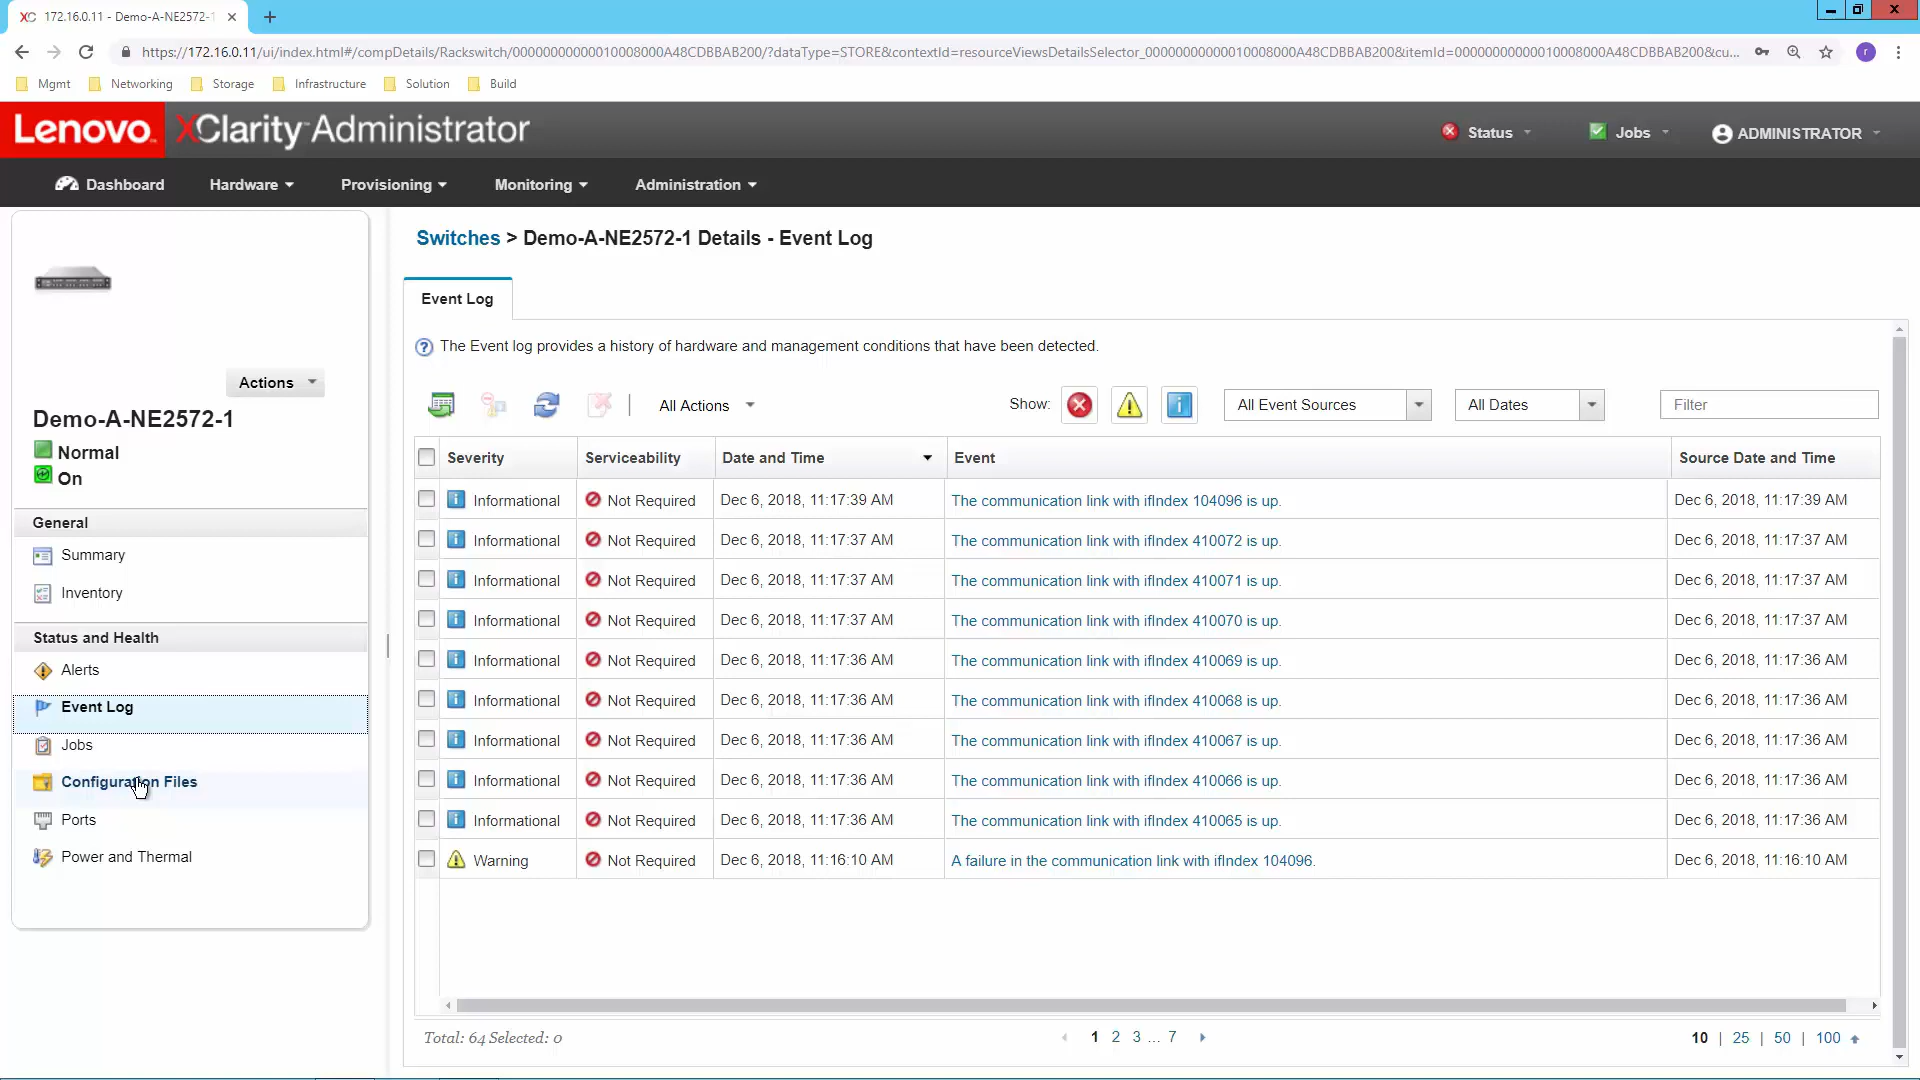 172.16.0.11 - Demo-A-NE2572-1
https://172.16.0.11/ui/index.html#/compDetails/Rackswitch/00000000000010008000A48CDBBAB200/?dataType=STORE&contextId=resourceViewsDetailsSelector_00000000000010008000A48CDBBAB200&itemId=00000000000010008000A48CDBBAB200&cu...
r
Mgmt Networking Storage Infrastructure Solution Build
Lenovo XClarity Administrator
Status Jobs ADMINISTRATOR
Dashboard Hardware Provisioning Monitoring Administration
Switches > Demo-A-NE2572-1 Details - Event Log
Event Log
The Event log provides a history of hardware and management conditions that have been detected.
Actions
Demo-A-NE2572-1
Normal
On
General
Summary
Inventory
Status and Health
Alerts
Event Log
Jobs
Configuration Files
Ports
Power and Thermal
All Actions Show: All Event Sources All Dates Filter
Severity Serviceability Date and Time Event Source Date and Time
Informational Not Required Dec 6, 2018, 11:17:39 AM The communication link with ifIndex 104096 is up. Dec 6, 2018, 11:17:39 AM
Informational Not Required Dec 6, 2018, 11:17:37 AM The communication link with ifIndex 410072 is up. Dec 6, 2018, 11:17:37 AM
Informational Not Required Dec 6, 2018, 11:17:37 AM The communication link with ifIndex 410071 is up. Dec 6, 2018, 11:17:37 AM
Informational Not Required Dec 6, 2018, 11:17:37 AM The communication link with ifIndex 410070 is up. Dec 6, 2018, 11:17:37 AM
Informational Not Required Dec 6, 2018, 11:17:36 AM The communication link with ifIndex 410069 is up. Dec 6, 2018, 11:17:36 AM
Informational Not Required Dec 6, 2018, 11:17:36 AM The communication link with ifIndex 410068 is up. Dec 6, 2018, 11:17:36 AM
Informational Not Required Dec 6, 2018, 11:17:36 AM The communication link with ifIndex 410067 is up. Dec 6, 2018, 11:17:36 AM
Informational Not Required Dec 6, 2018, 11:17:36 AM The communication link with ifIndex 410066 is up. Dec 6, 2018, 11:17:36 AM
Informational Not Required Dec 6, 2018, 11:17:36 AM The communication link with ifIndex 410065 is up. Dec 6, 2018, 11:17:36 AM
Warning Not Required Dec 6, 2018, 11:16:10 AM A failure in the communication link with ifIndex 104096. Dec 6, 2018, 11:16:10 AM
Total: 64 Selected: 0 1 2 3 ... 7 10 | 25 | 50 | 100